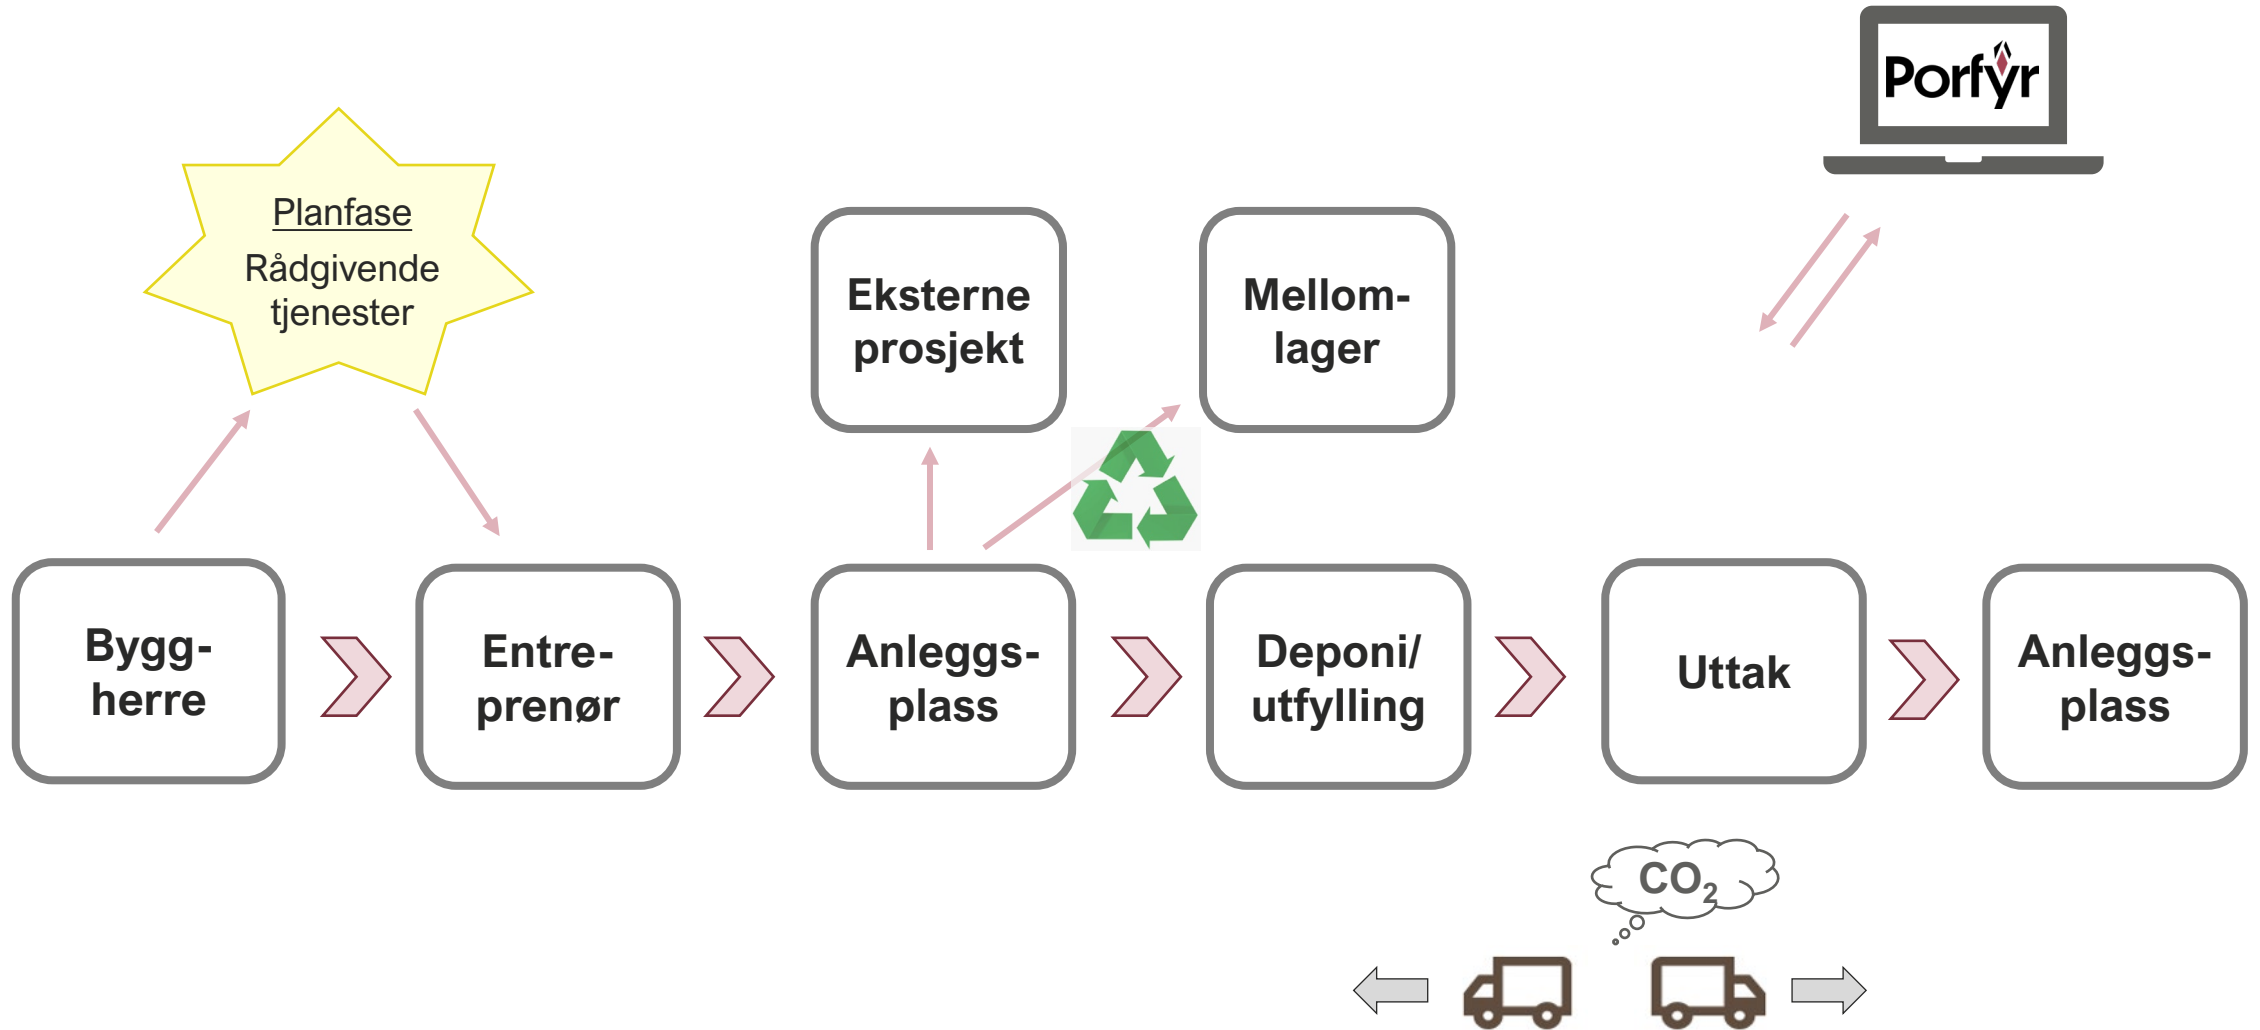 Porfyr
Planfase
Rådgivende
tjenester
Eksterne
prosjekt
Mellom-
lager
Bygg-
herre
Entre-
prenør
Anleggs-
plass
Deponi/
utfylling
Uttak
Anleggs-
plass
CO₂